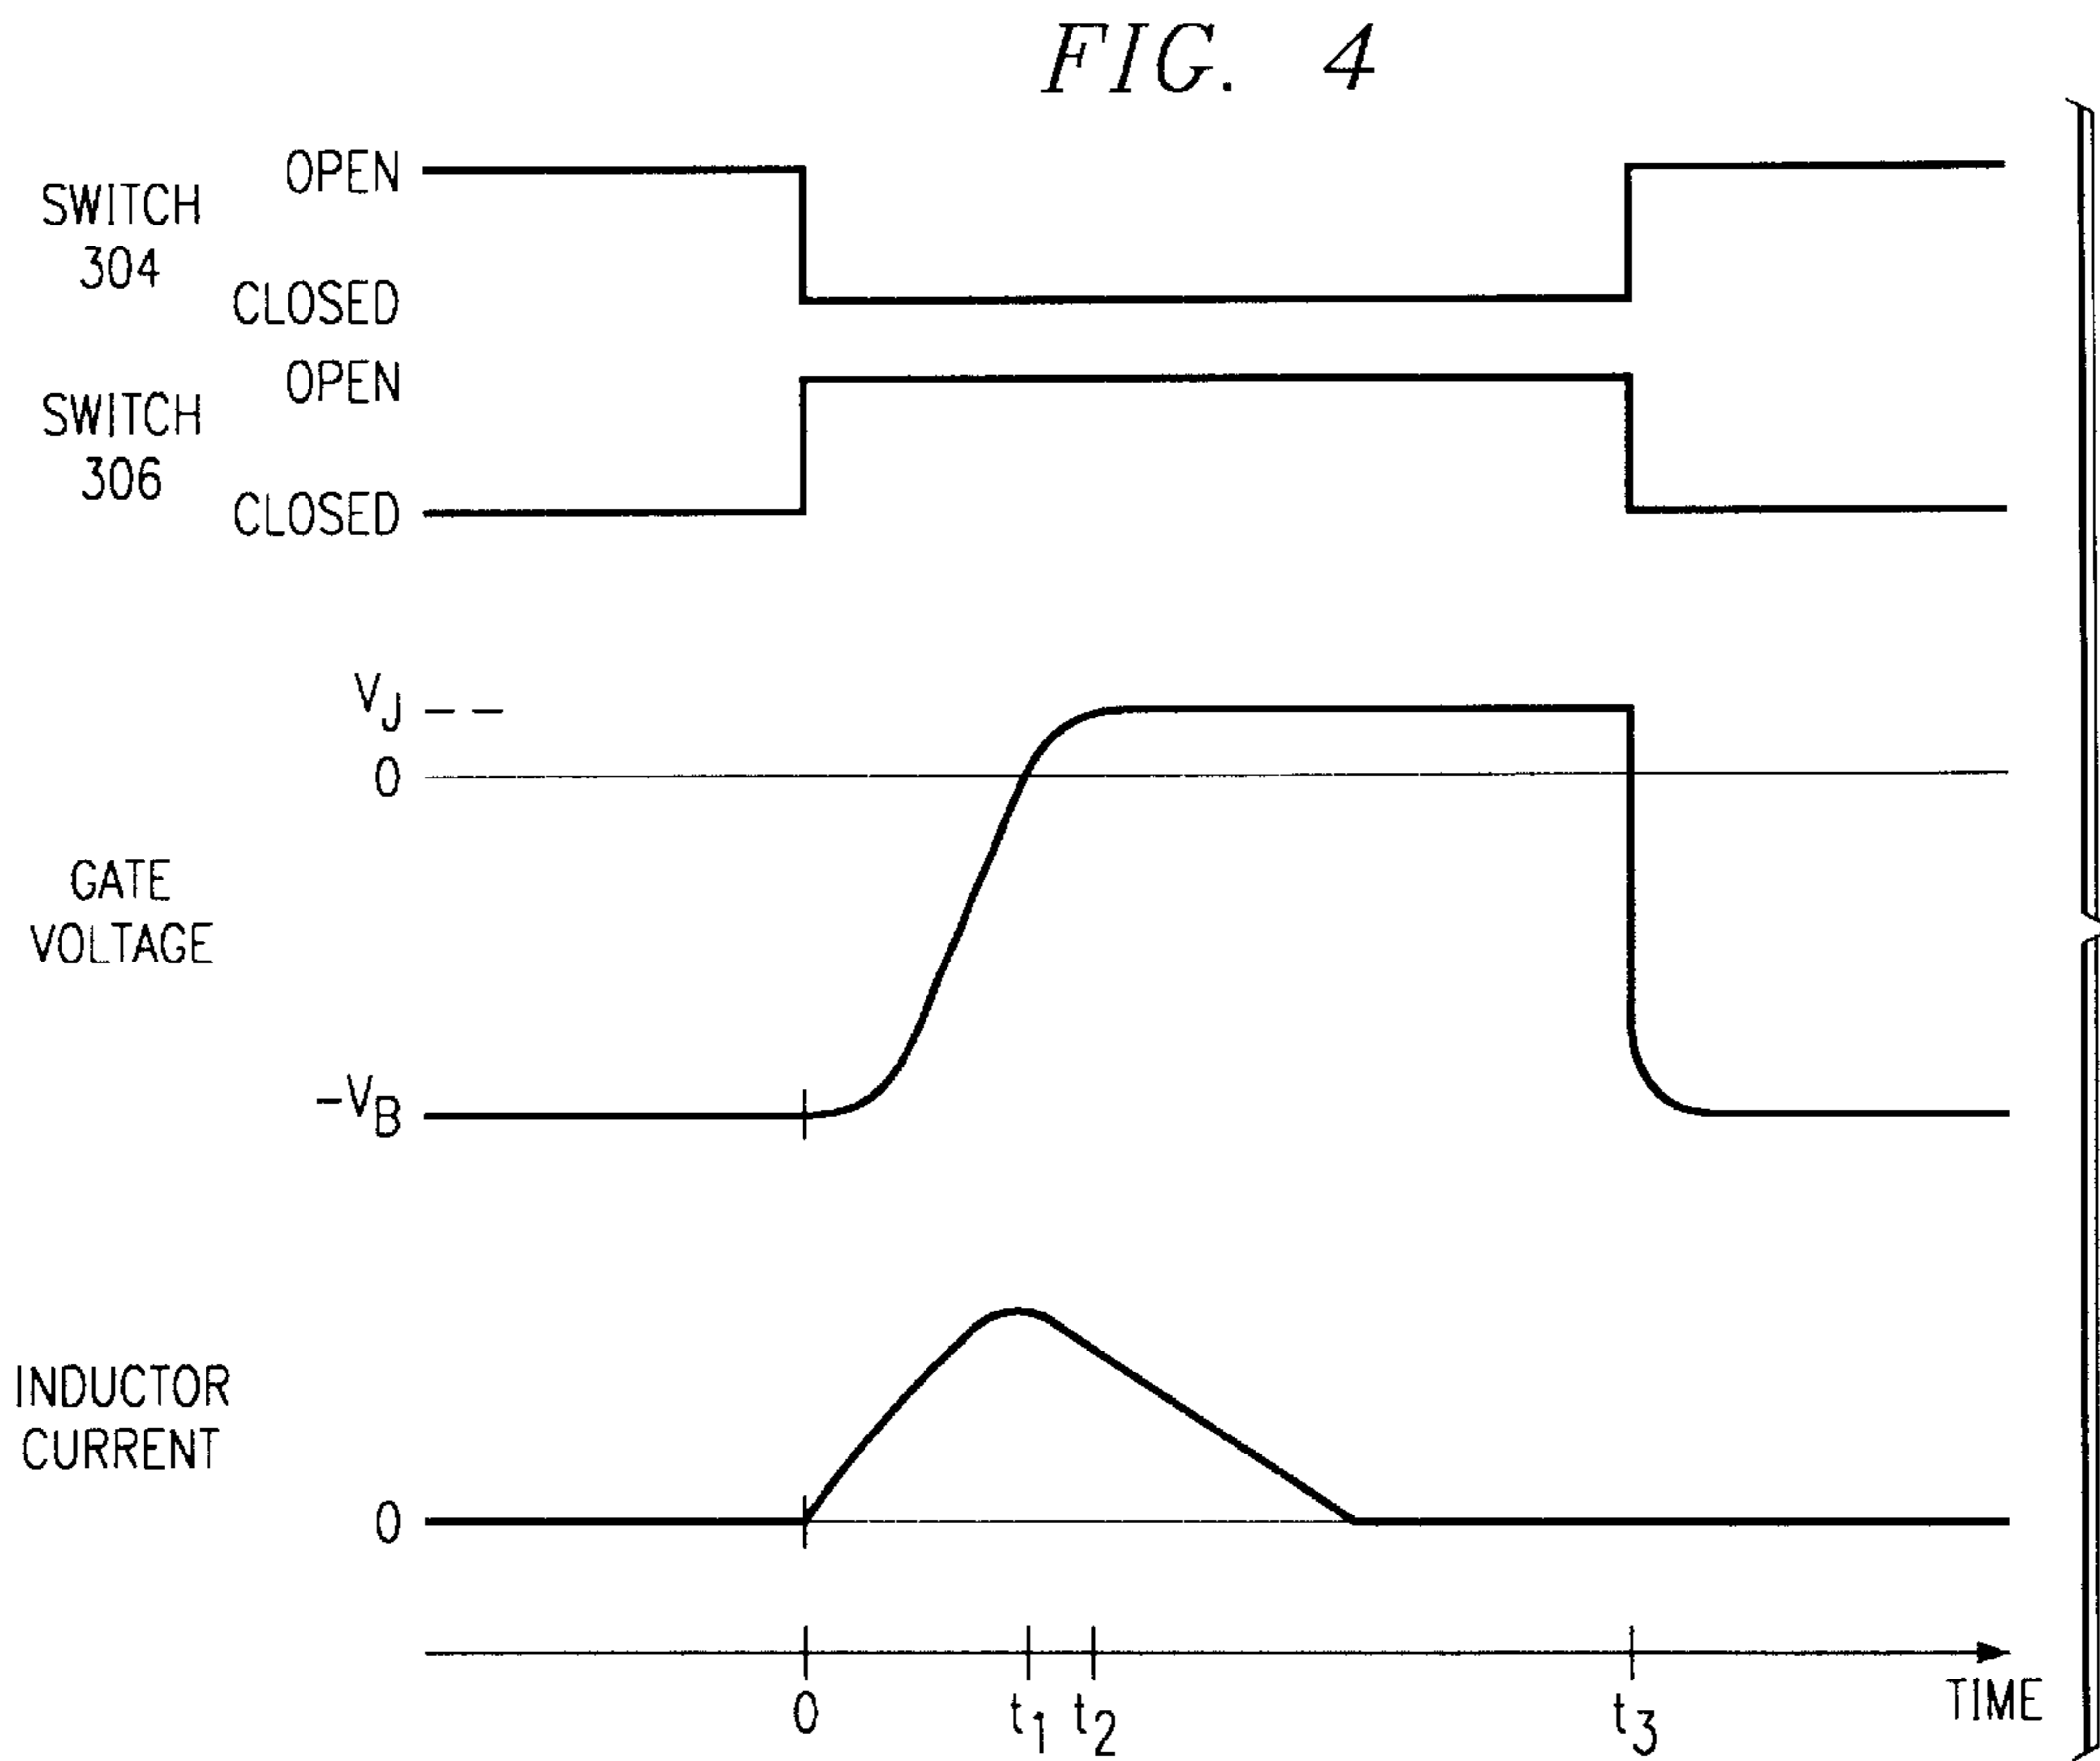 FIG. 4
SWITCH
304
OPEN
CLOSED
SWITCH
306
OPEN
CLOSED
GATE
VOLTAGE
VJ
0
-VB
INDUCTOR
CURRENT
0
0 t1 t2 t3 TIME